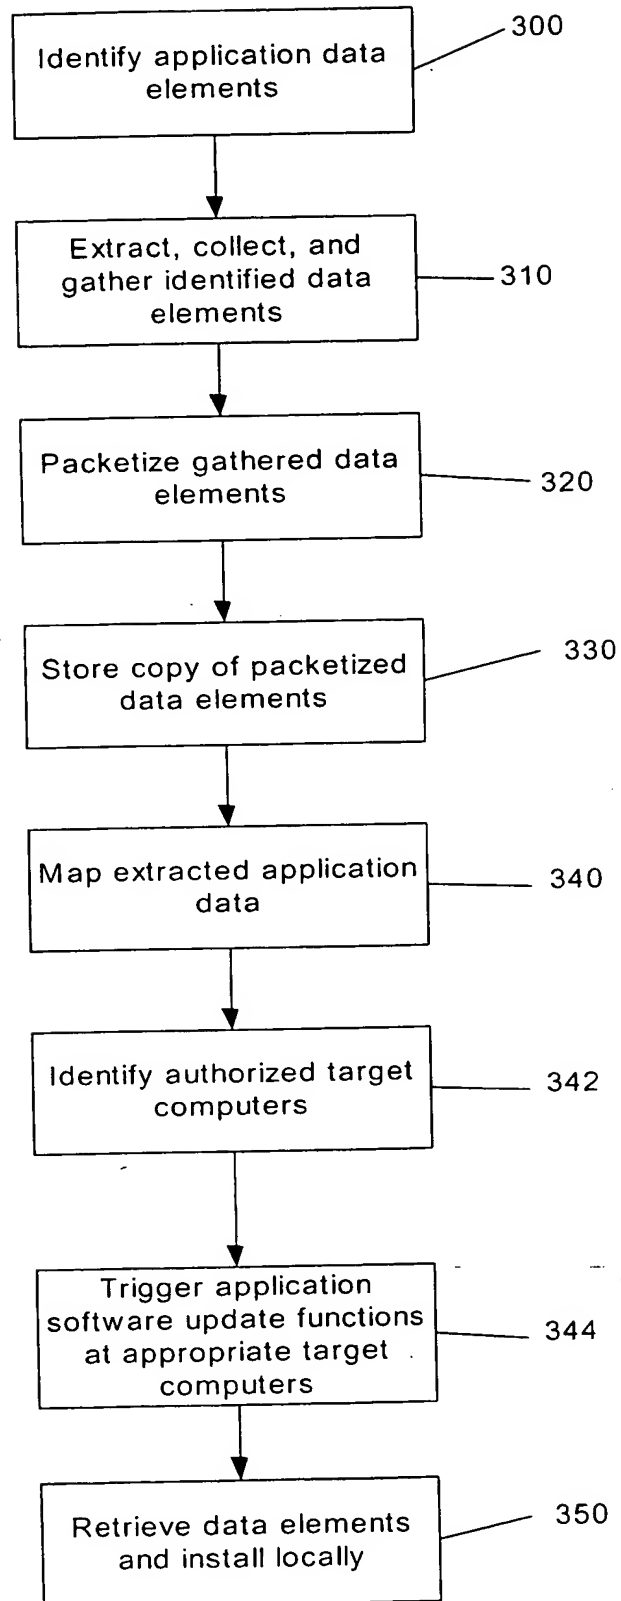 Identify application data
elements
300
Extract, collect, and
gather identified data
elements
310
Packetize gathered data
elements
320
Store copy of packetized
data elements
330
Map extracted application
data
340
Identify authorized target
computers
342
Trigger application
software update functions
at appropriate target
computers
344
Retrieve data elements
and install locally
350